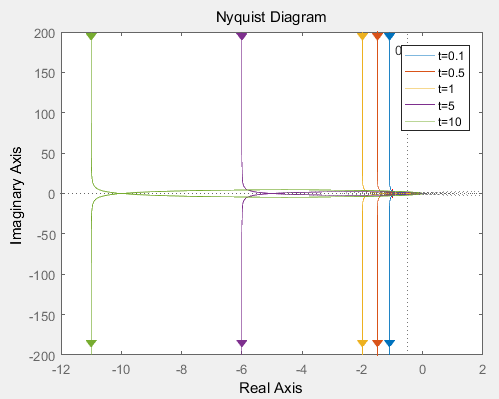 Nyquist Diagram
200
150
100
50
0
-50
-100
-150
-200
Imaginary Axis
0
t=0.1
t=0.5
t=1
t=5
t=10
-12
-10
-8
-6
-4
-2
0
2
Real Axis